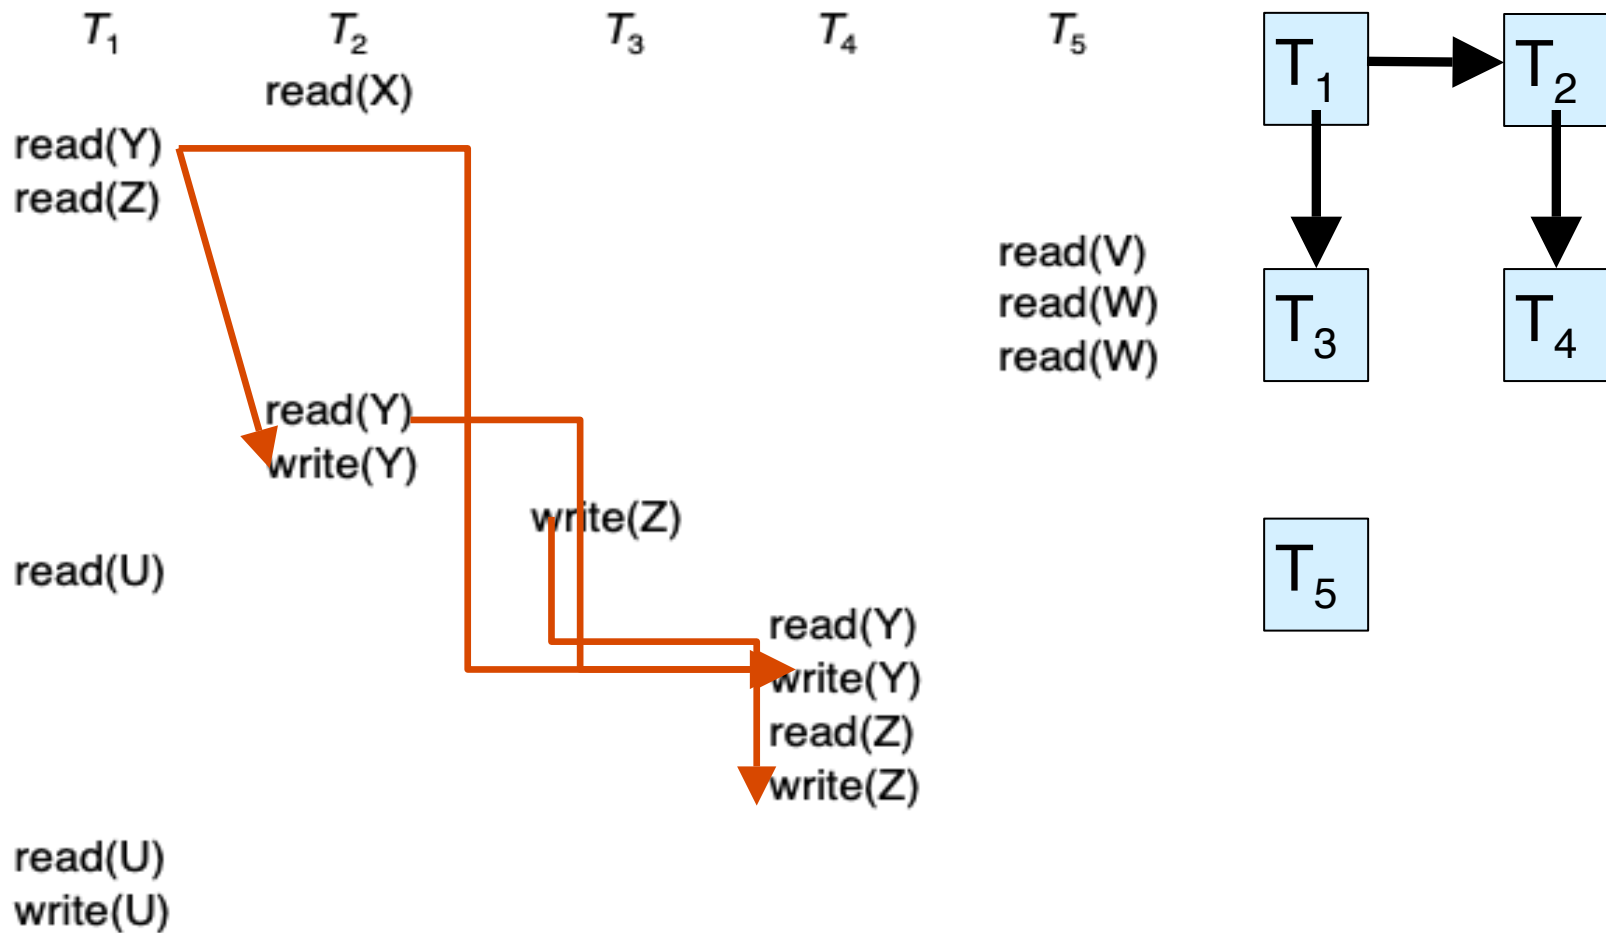 T1 T2 T3 T4 T5
read(X)
read(Y)
read(Z)
read(V)
read(W)
read(W)
read(Y)
write(Y)
write(Z)
read(U)
read(Y)
write(Y)
read(Z)
write(Z)
read(U)
write(U)
T1 T2
T3 T4
T5